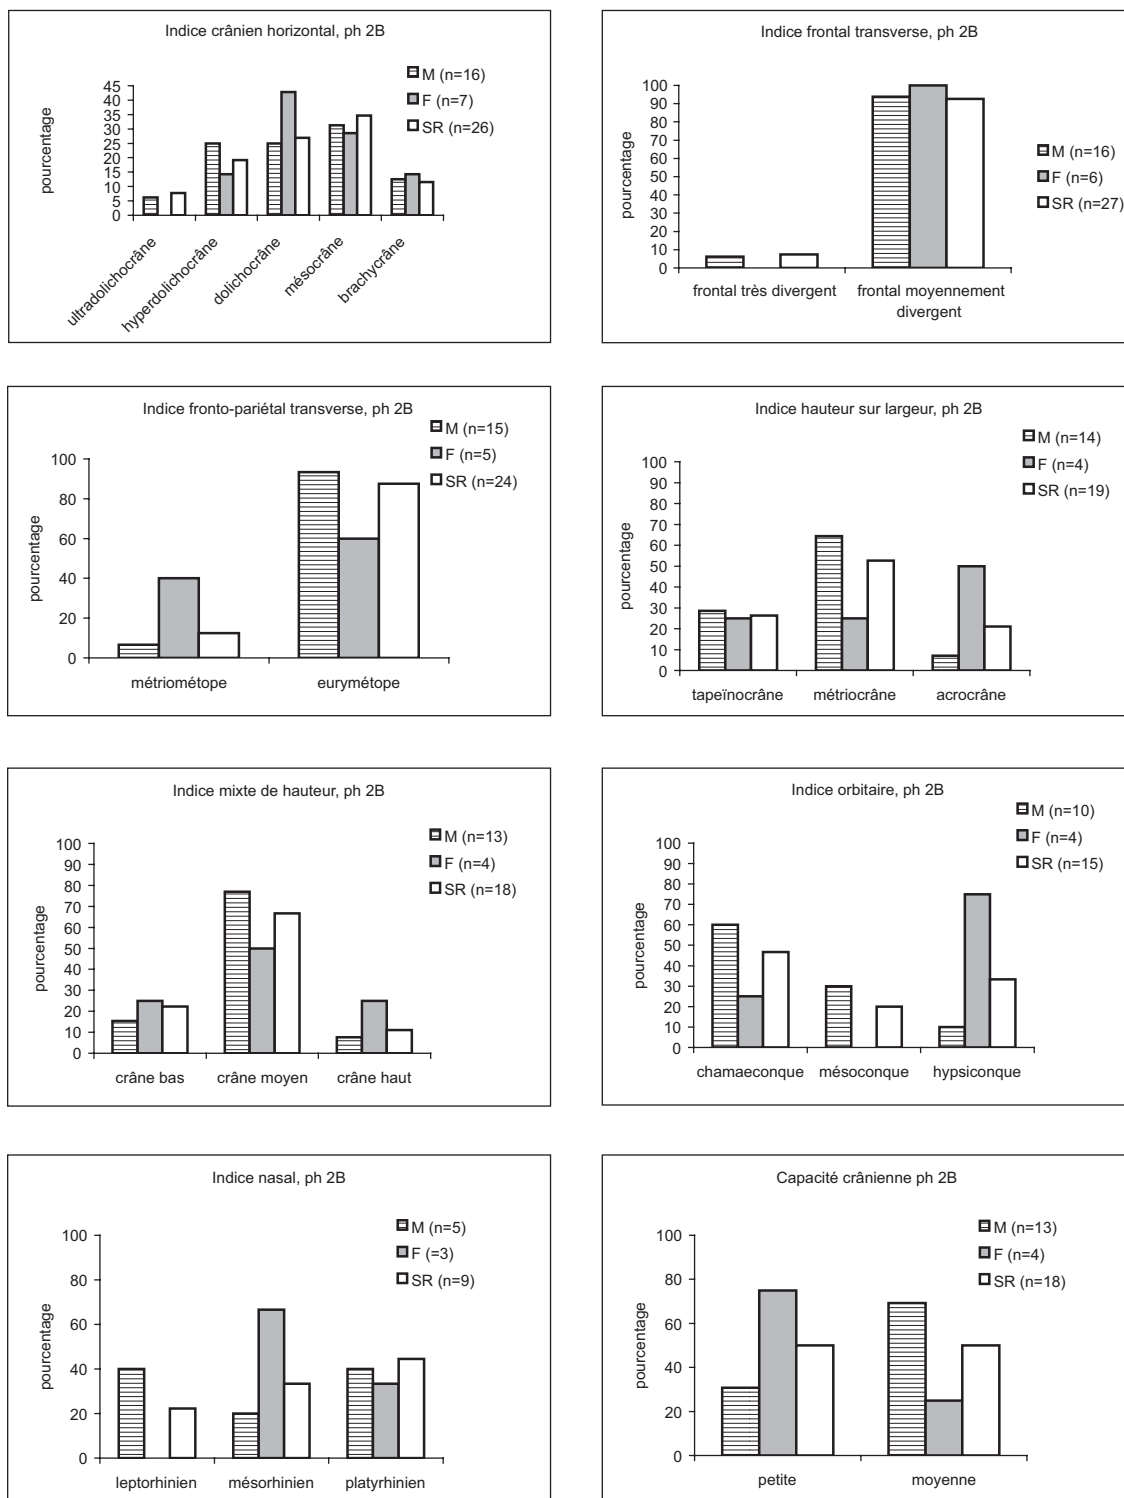 Indice crânien horizontal, ph 2B
M (n=16)
F (n=7)
SR (n=26)
pourcentage
45
40
35
30
25
20
15
10
5
0
ultradolichocrâne
hyperdolichocrâne
dolichocrâne
mésocrâne
brachycrâne
Indice frontal transverse, ph 2B
M (n=16)
F (n=6)
SR (n=27)
pourcentage
100
90
80
70
60
50
40
30
20
10
0
frontal très divergent
frontal moyennement
divergent
Indice fronto-pariétal transverse, ph 2B
M (n=15)
F (n=5)
SR (n=24)
pourcentage
100
80
60
40
20
0
métriométope
eurymétope
Indice hauteur sur largeur, ph 2B
M (n=14)
F (n=4)
SR (n=19)
pourcentage
100
90
80
70
60
50
40
30
20
10
0
tapeïnocrâne
métriocrâne
acrocrâne
Indice mixte de hauteur, ph 2B
M (n=13)
F (n=4)
SR (n=18)
pourcentage
100
90
80
70
60
50
40
30
20
10
0
crâne bas
crâne moyen
crâne haut
Indice orbitaire, ph 2B
M (n=10)
F (n=4)
SR (n=15)
pourcentage
100
90
80
70
60
50
40
30
20
10
0
chamaeconque
mésoconque
hypsiconque
Indice nasal, ph 2B
M (n=5)
F (=3)
SR (n=9)
pourcentage
100
80
60
40
20
0
leptorhinien
mésorhinien
platyrhinien
Capacité crânienne ph 2B
M (n=13)
F (n=4)
SR (n=18)
pourcentage
100
80
60
40
20
0
petite
moyenne